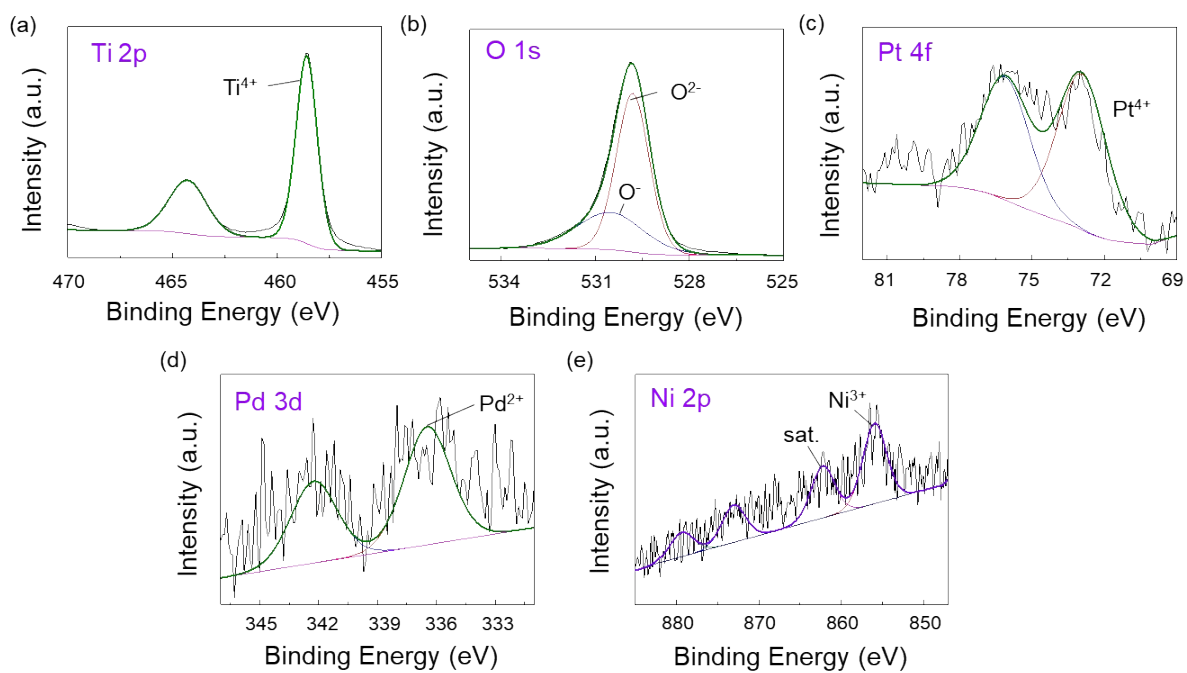 (a)
Ti 2p
Ti4+
Intensity (a.u.)
470 465 460 455
Binding Energy (eV)
(b)
O 1s
O2-
O-
Intensity (a.u.)
534 531 528 525
Binding Energy (eV)
(c)
Pt 4f
Pt4+
Intensity (a.u.)
81 78 75 72 69
Binding Energy (eV)
(d)
Pd 3d
Pd2+
Intensity (a.u.)
345 342 339 336 333
Binding Energy (eV)
(e)
Ni 2p
Ni3+
sat.
Intensity (a.u.)
880 870 860 850
Binding Energy (eV)